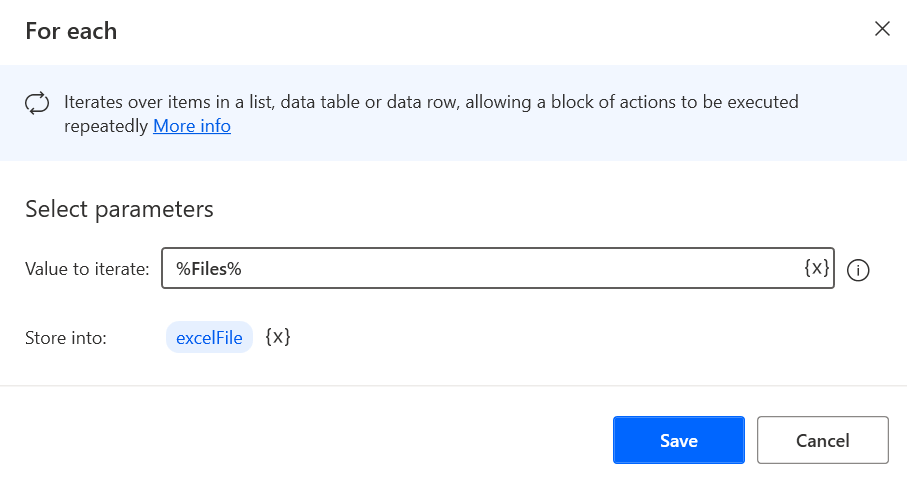 For each
Iterates over items in a list, data table or data row, allowing a block of actions to be executed
repeatedly More info
Select parameters
Value to iterate: %Files% {x}
Store into: excelFile {x}
Save Cancel